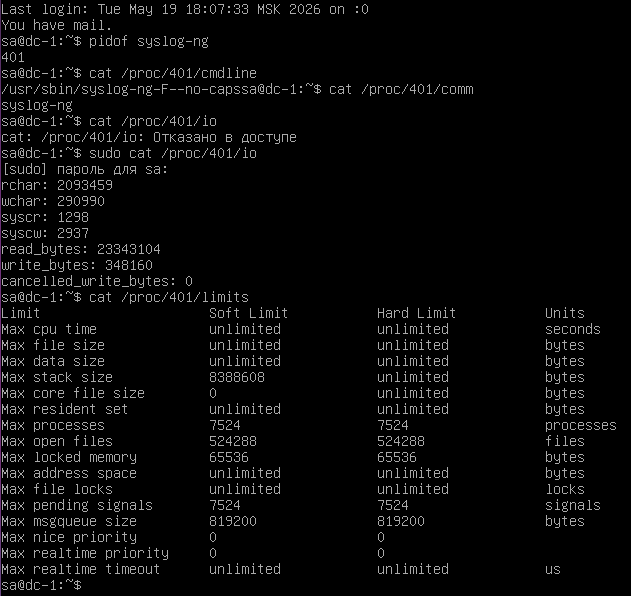 Last login: Tue May 19 18:07:33 MSK 2026 on :0
You have mail.
sa@dc-1:~$ pidof syslog-ng
401
sa@dc-1:~$ cat /proc/401/cmdline
/usr/sbin/syslog-ng-F--no-capssa@dc-1:~$ cat /proc/401/comm
syslog-ng
sa@dc-1:~$ cat /proc/401/io
cat: /proc/401/io: Отказано в доступе
sa@dc-1:~$ sudo cat /proc/401/io
[sudo] пароль для sa:
rchar: 2093459
wchar: 290990
syscr: 1298
syscw: 2937
read_bytes: 23343104
write_bytes: 348160
cancelled_write_bytes: 0
sa@dc-1:~$ cat /proc/401/limits
Limit                     Soft Limit           Hard Limit           Units
Max cpu time              unlimited            unlimited            seconds
Max file size             unlimited            unlimited            bytes
Max data size             unlimited            unlimited            bytes
Max stack size            8388608              unlimited            bytes
Max core file size        0                    unlimited            bytes
Max resident set          unlimited            unlimited            bytes
Max processes             7524                 7524                 processes
Max open files            524288               524288               files
Max locked memory         65536                65536                bytes
Max address space         unlimited            unlimited            bytes
Max file locks            unlimited            unlimited            locks
Max pending signals       7524                 7524                 signals
Max msgqueue size         819200               819200               bytes
Max nice priority         0                    0
Max realtime priority     0                    0
Max realtime timeout      unlimited            unlimited            us
sa@dc-1:~$